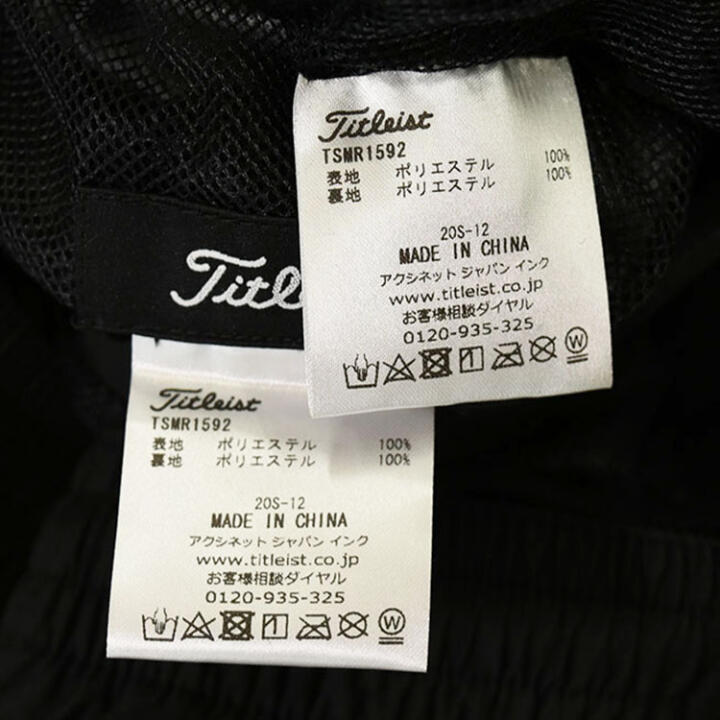 Titleist
TSMR1592
表地 ポリエステル 100%
裏地 ポリエステル 100%
20S-12
MADE IN CHINA
アクシネット ジャパン インク
www.titleist.co.jp
お客様相談ダイヤル
0120-935-325
W
Titleist
TSMR1592
表地 ポリエステル 100%
裏地 ポリエステル 100%
20S-12
MADE IN CHINA
アクシネット ジャパン インク
www.titleist.co.jp
お客様相談ダイヤル
0120-935-325
W